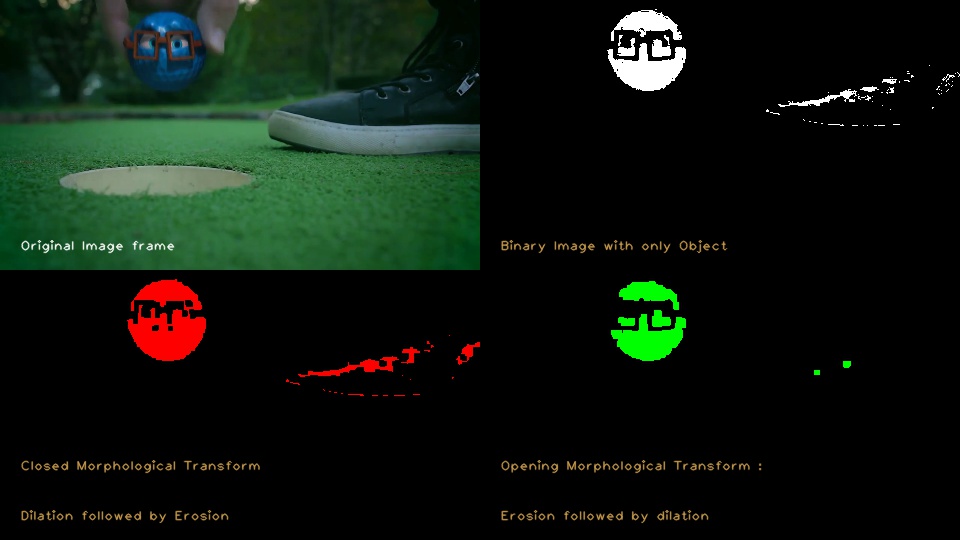 Original Image frame
Binary Image with only Object
Closed Morphological Transform
Dilation followed by Erosion
Opening Morphological Transform :
Erosion followed by dilation